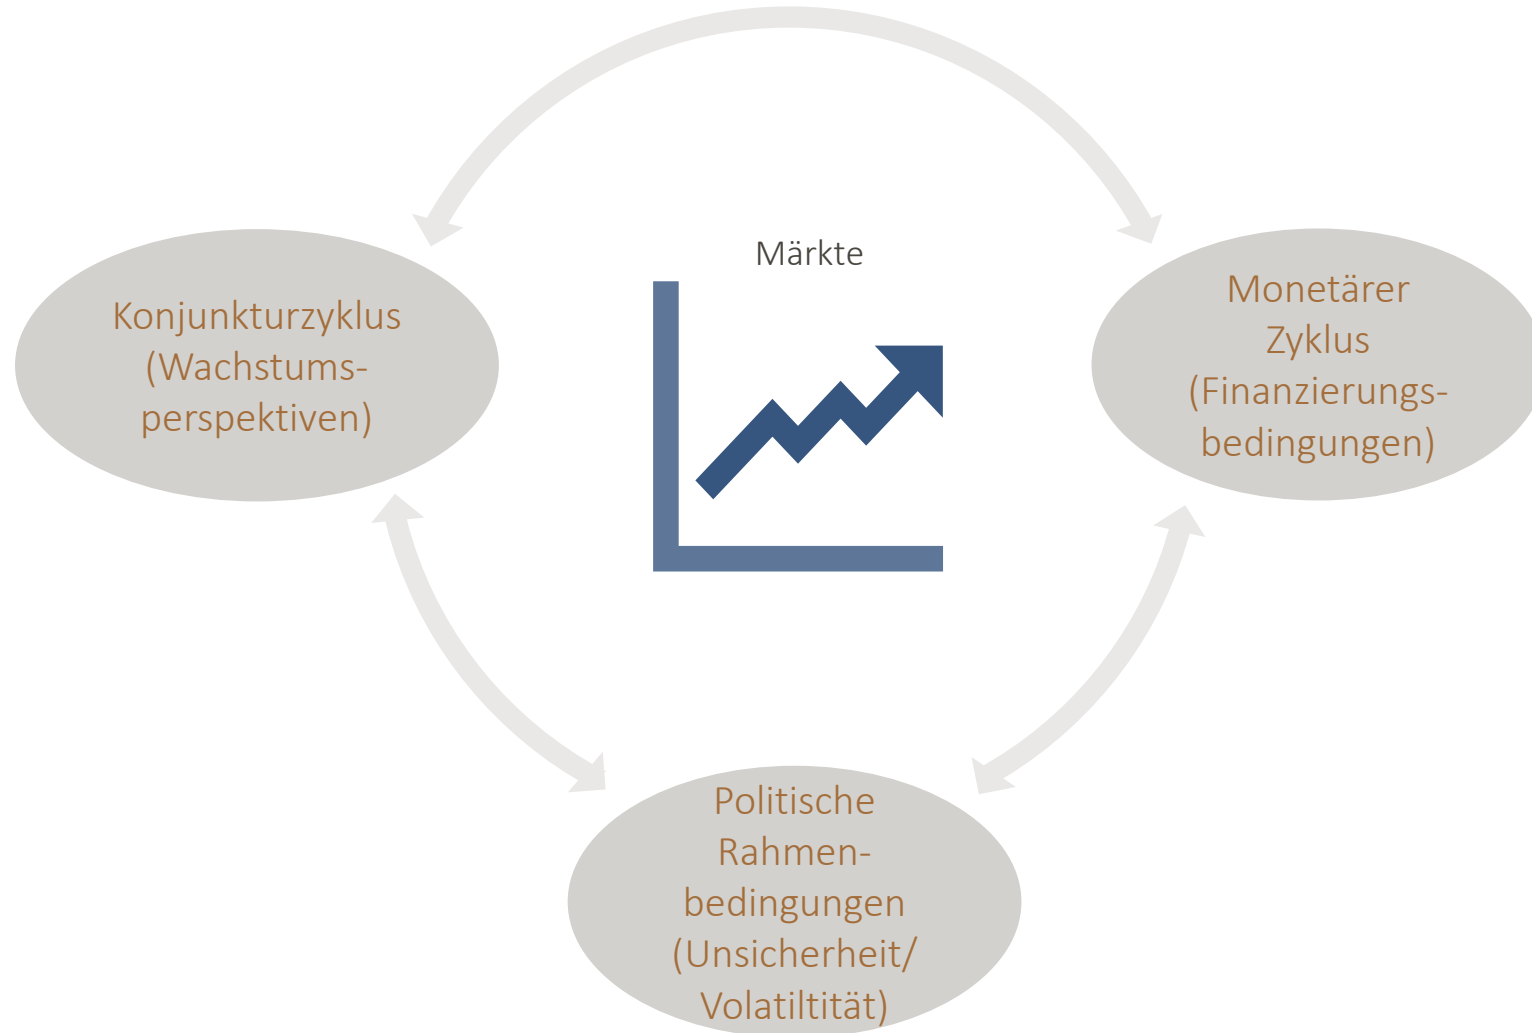 Märkte
Konjunkturzyklus
(Wachstums-
perspektiven)
Monetärer
Zyklus
(Finanzierungs-
bedingungen)
Politische
Rahmen-
bedingungen
(Unsicherheit/
Volatiltität)